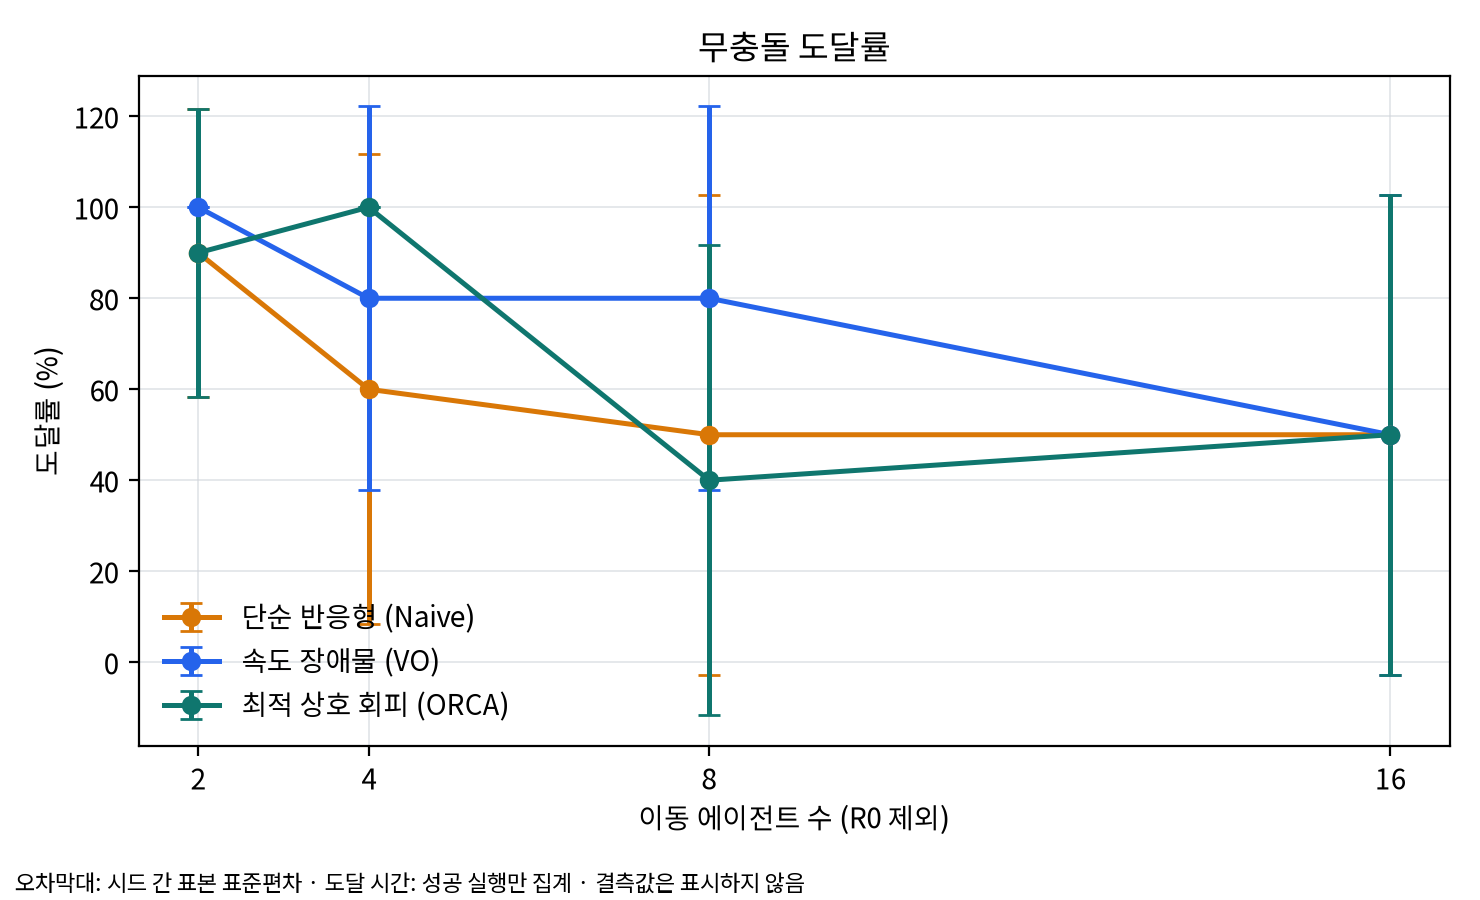 무충돌 도달률
120
100
80
60
40
20
0
도달률 (%)
단순 반응형 (Naive)
속도 장애물 (VO)
최적 상호 회피 (ORCA)
2 4 8 16
이동 에이전트 수 (R0 제외)
오차막대: 시드 간 표본 표준편차 · 도달 시간: 성공 실행만 집계 · 결측값은 표시하지 않음